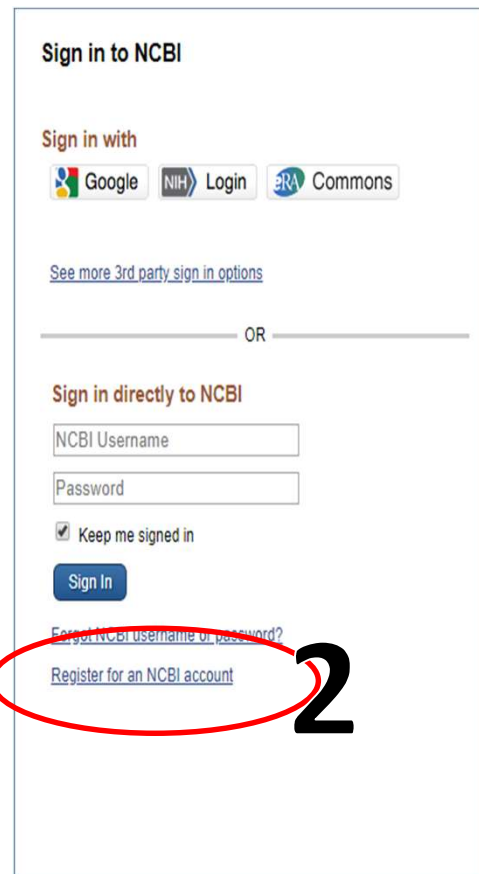 Sign in to NCBI
Sign in with
Google NIH Login eRA Commons
See more 3rd party sign in options
OR
Sign in directly to NCBI
NCBI Username
Password
Keep me signed in
Sign In
Forgot NCBI username or password?
Register for an NCBI account
2